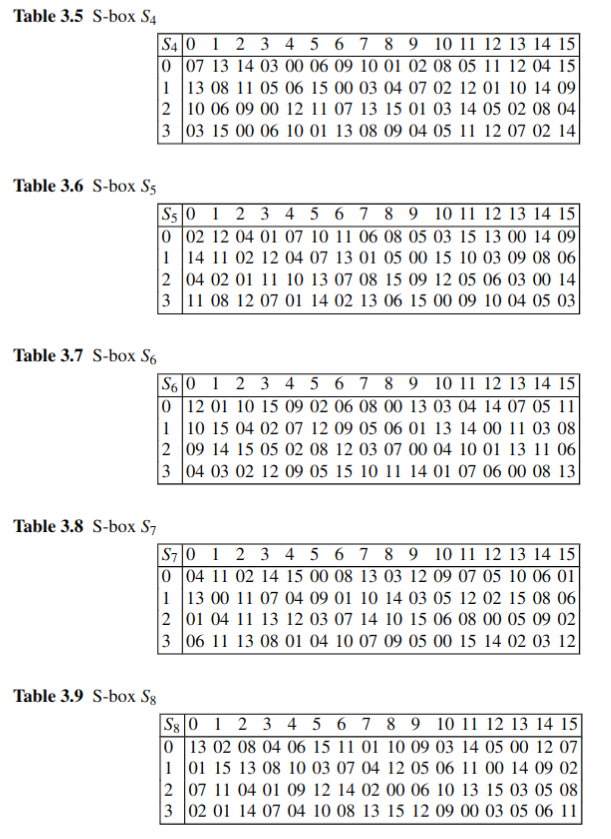 Table 3.5 S-box S4
S4 0 1 2 3 4 5 6 7 8 9 10 11 12 13 14 15
0 07 13 14 03 00 06 09 10 01 02 08 05 11 12 04 15
1 13 08 11 05 06 15 00 03 04 07 02 12 01 10 14 09
2 10 06 09 00 12 11 07 13 15 01 03 14 05 02 08 04
3 03 15 00 06 10 01 13 08 09 04 05 11 12 07 02 14
Table 3.6 S-box S5
S5 0 1 2 3 4 5 6 7 8 9 10 11 12 13 14 15
0 02 12 04 01 07 10 11 06 08 05 03 15 13 00 14 09
1 14 11 02 12 04 07 13 01 05 00 15 10 03 09 08 06
2 04 02 01 11 10 13 07 08 15 09 12 05 06 03 00 14
3 11 08 12 07 01 14 02 13 06 15 00 09 10 04 05 03
Table 3.7 S-box S6
S6 0 1 2 3 4 5 6 7 8 9 10 11 12 13 14 15
0 12 01 10 15 09 02 06 08 00 13 03 04 14 07 05 11
1 10 15 04 02 07 12 09 05 06 01 13 14 00 11 03 08
2 09 14 15 05 02 08 12 03 07 00 04 10 01 13 11 06
3 04 03 02 12 09 05 15 10 11 14 01 07 06 00 08 13
Table 3.8 S-box S7
S7 0 1 2 3 4 5 6 7 8 9 10 11 12 13 14 15
0 04 11 02 14 15 00 08 13 03 12 09 07 05 10 06 01
1 13 00 11 07 04 09 01 10 14 03 05 12 02 15 08 06
2 01 04 11 13 12 03 07 14 10 15 06 08 00 05 09 02
3 06 11 13 08 01 04 10 07 09 05 00 15 14 02 03 12
Table 3.9 S-box S8
S8 0 1 2 3 4 5 6 7 8 9 10 11 12 13 14 15
0 13 02 08 04 06 15 11 01 10 09 03 14 05 00 12 07
1 01 15 13 08 10 03 07 04 12 05 06 11 00 14 09 02
2 07 11 04 01 09 12 14 02 00 06 10 13 15 03 05 08
3 02 01 14 07 04 10 08 13 15 12 09 00 03 05 06 11